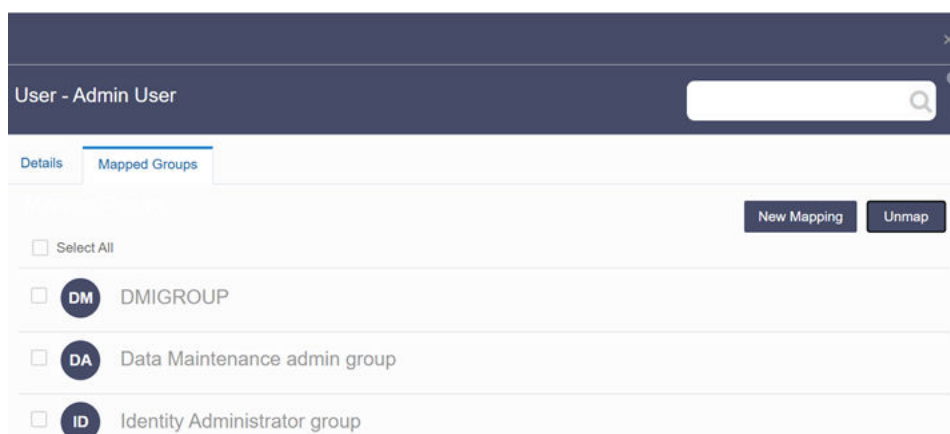 User - Admin User
Details Mapped Groups
New Mapping Unmap
Select All
DM DMIGROUP
DA Data Maintenance admin group
ID Identity Administrator group